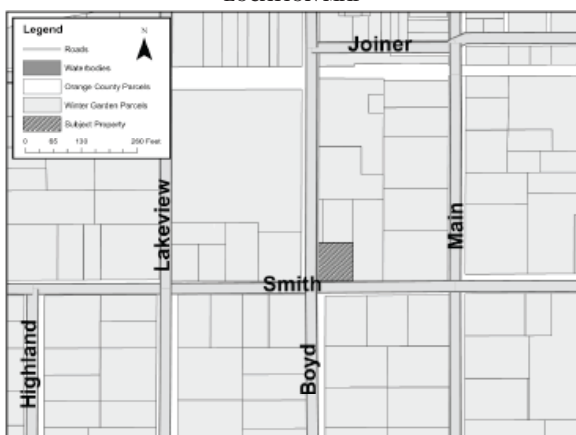 Legend
N
Roads
Waterbodies
Orange County Parcels
Winter Garden Parcels
Subject Property
0 65 130 260 Feet
Joiner
Lakeview
Main
Smith
Highland
Boyd